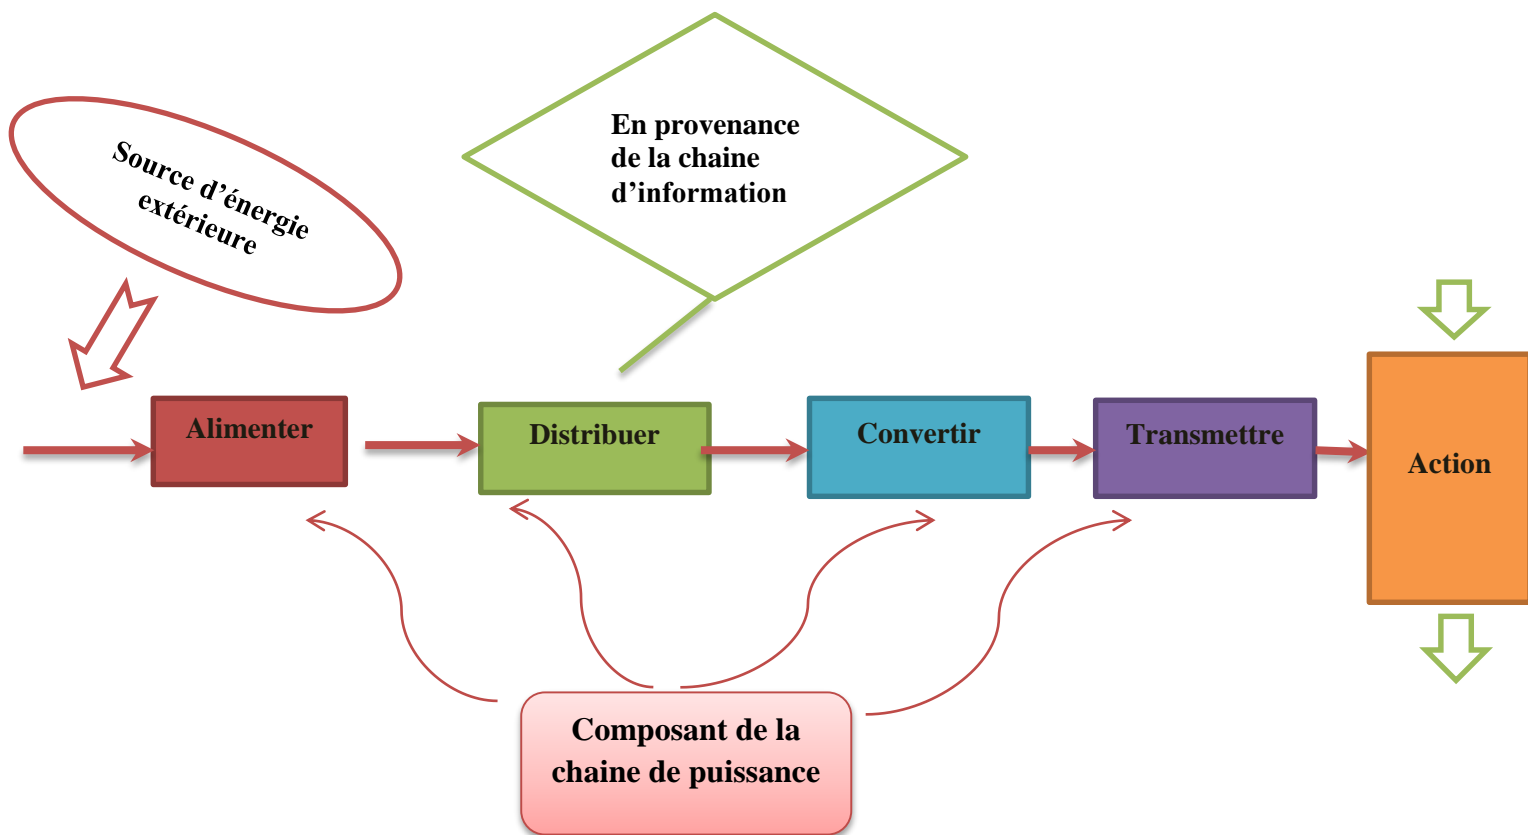 Source d'énergie
extérieure
En provenance
de la chaine
d'information
Alimenter
Distribuer
Convertir
Transmettre
Action
Composant de la
chaine de puissance